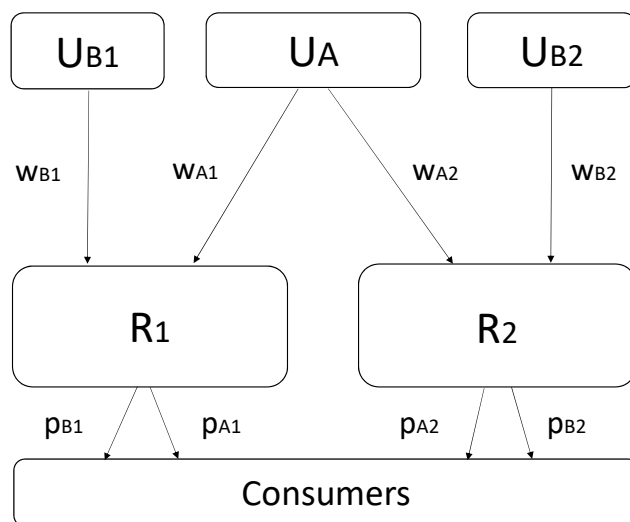 UB1 UA UB2
wB1 wA1 wA2 wB2
R1 R2
pB1 pA1 pA2 pB2
Consumers